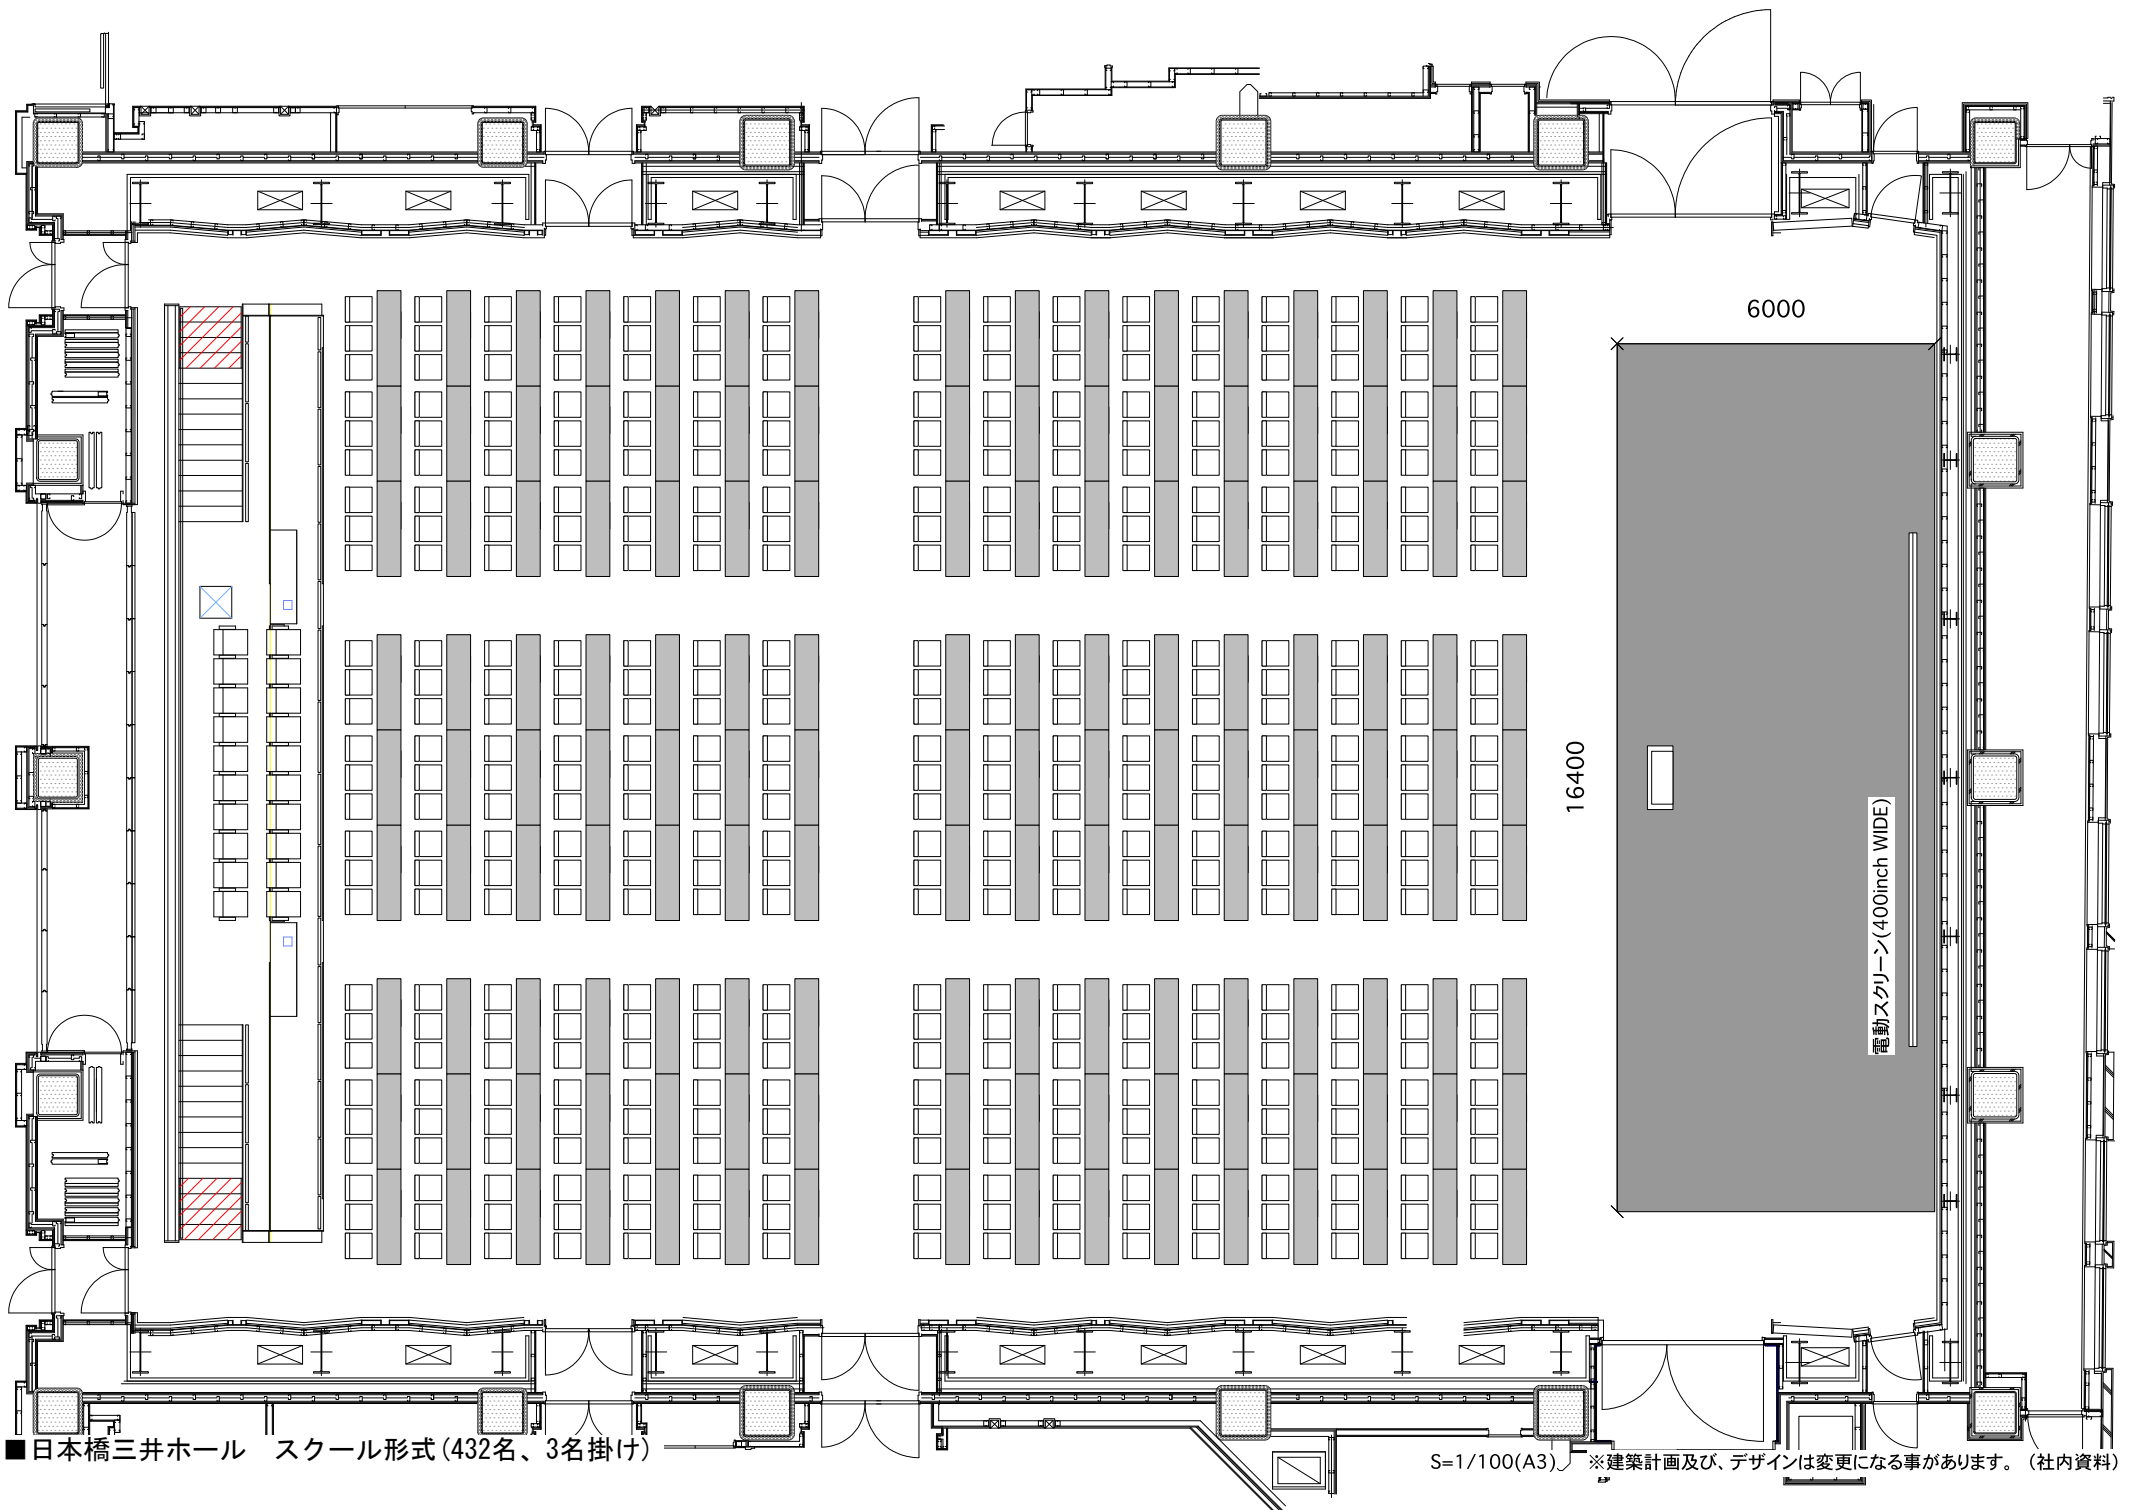 6000
16400
電動スクリーン(400inch WIDE)
■日本橋三井ホール　スクール形式(432名、3名掛け)
S=1/100(A3)
※建築計画及び、デザインは変更になる事があります。（社内資料）